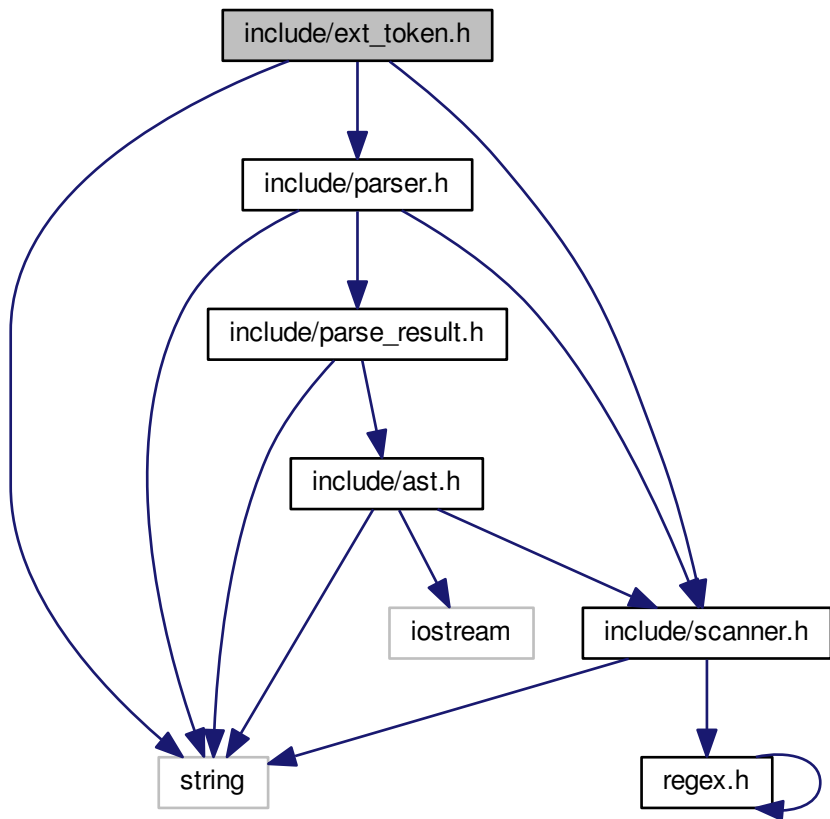 include/ext_token.h
include/parser.h
include/parse_result.h
include/ast.h
iostream
include/scanner.h
string
regex.h